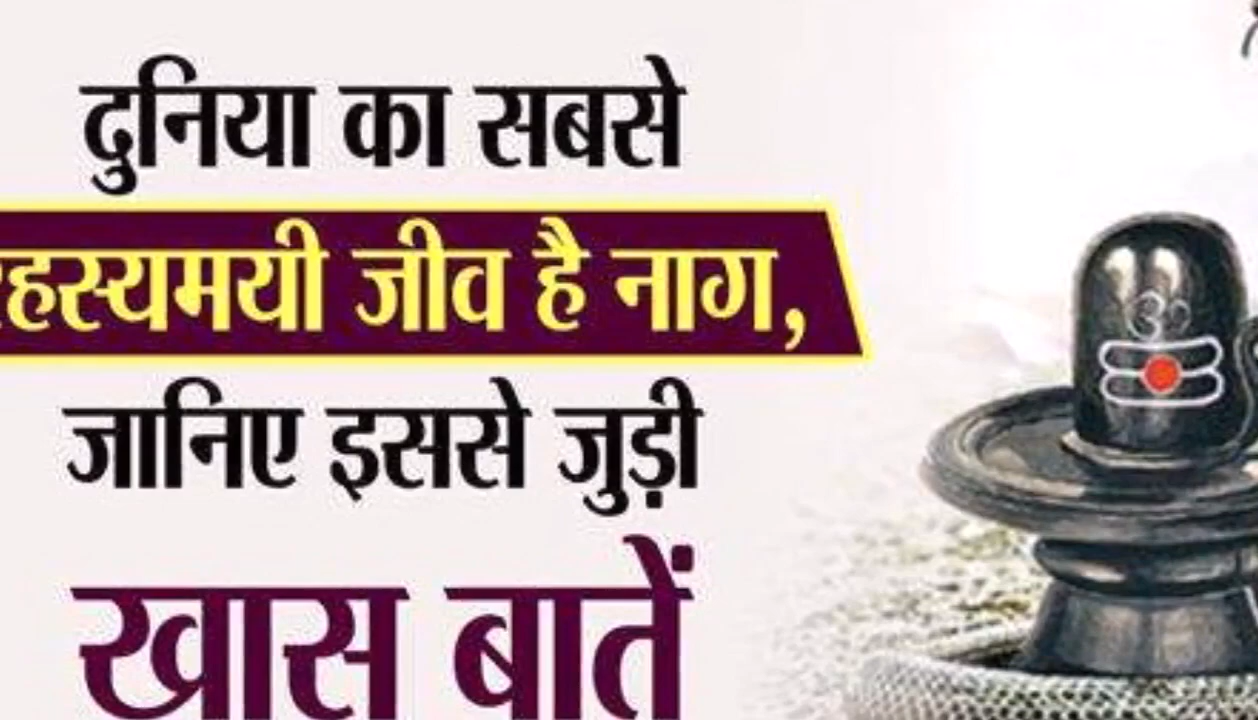 दुनिया का सबसे
रहस्यमयी जीव है नाग,
जानिए इससे जुड़ी
खास बातें
ॐ